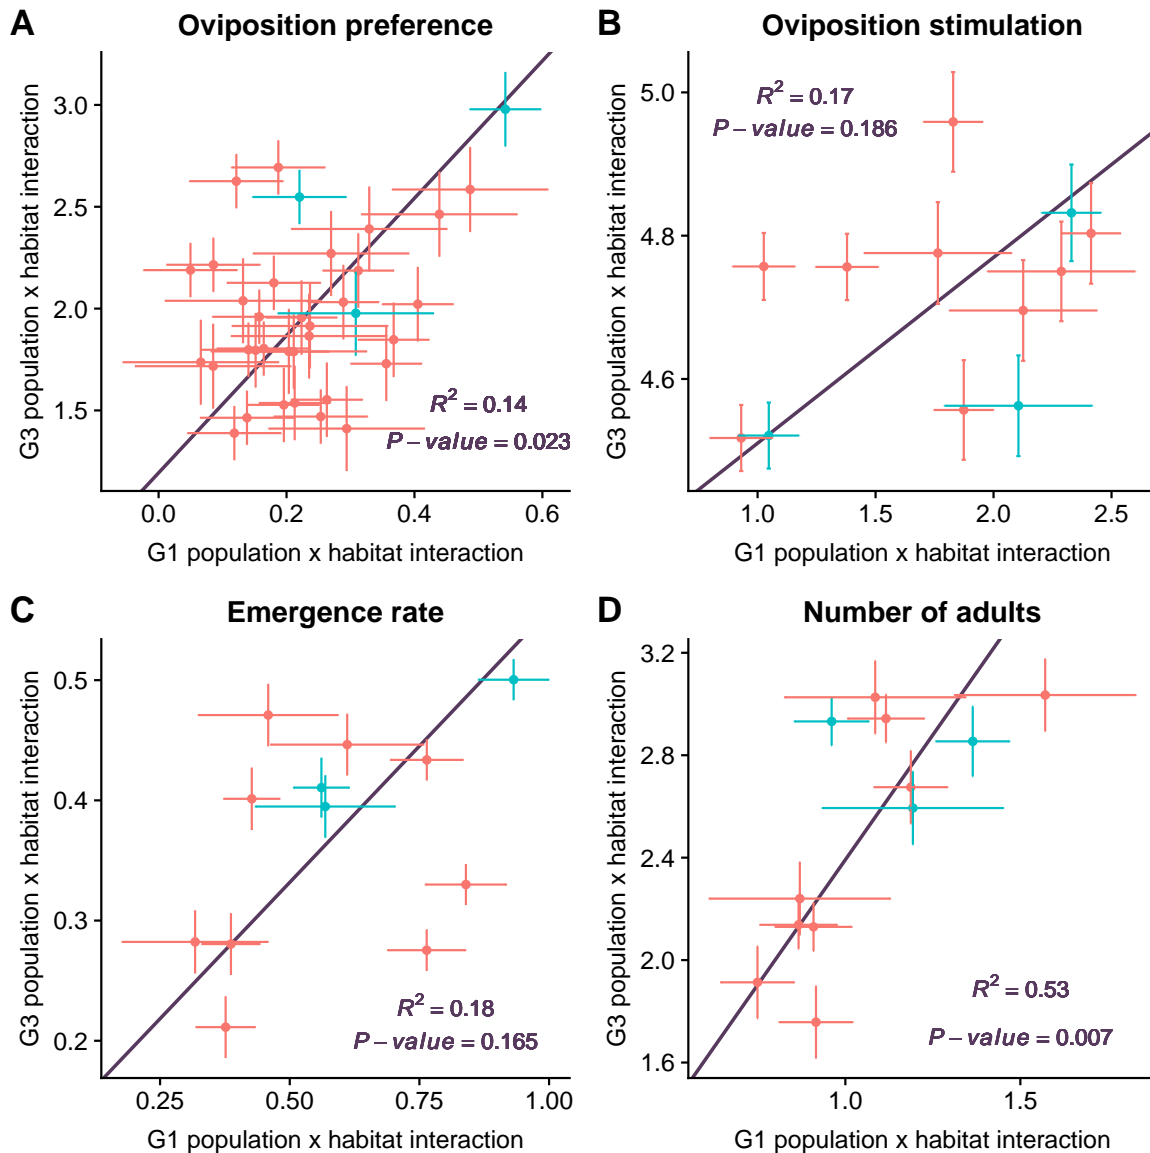 A Oviposition preference
G3 population x habitat interaction
3.0
2.5
2.0
1.5
R² = 0.14
P − value = 0.023
0.0 0.2 0.4 0.6
G1 population x habitat interaction
B Oviposition stimulation
G3 population x habitat interaction
5.0
4.8
4.6
R² = 0.17
P − value = 0.186
1.0 1.5 2.0 2.5
G1 population x habitat interaction
C Emergence rate
G3 population x habitat interaction
0.5
0.4
0.3
0.2
R² = 0.18
P − value = 0.165
0.25 0.50 0.75 1.00
G1 population x habitat interaction
D Number of adults
G3 population x habitat interaction
3.2
2.8
2.4
2.0
1.6
R² = 0.53
P − value = 0.007
1.0 1.5
G1 population x habitat interaction